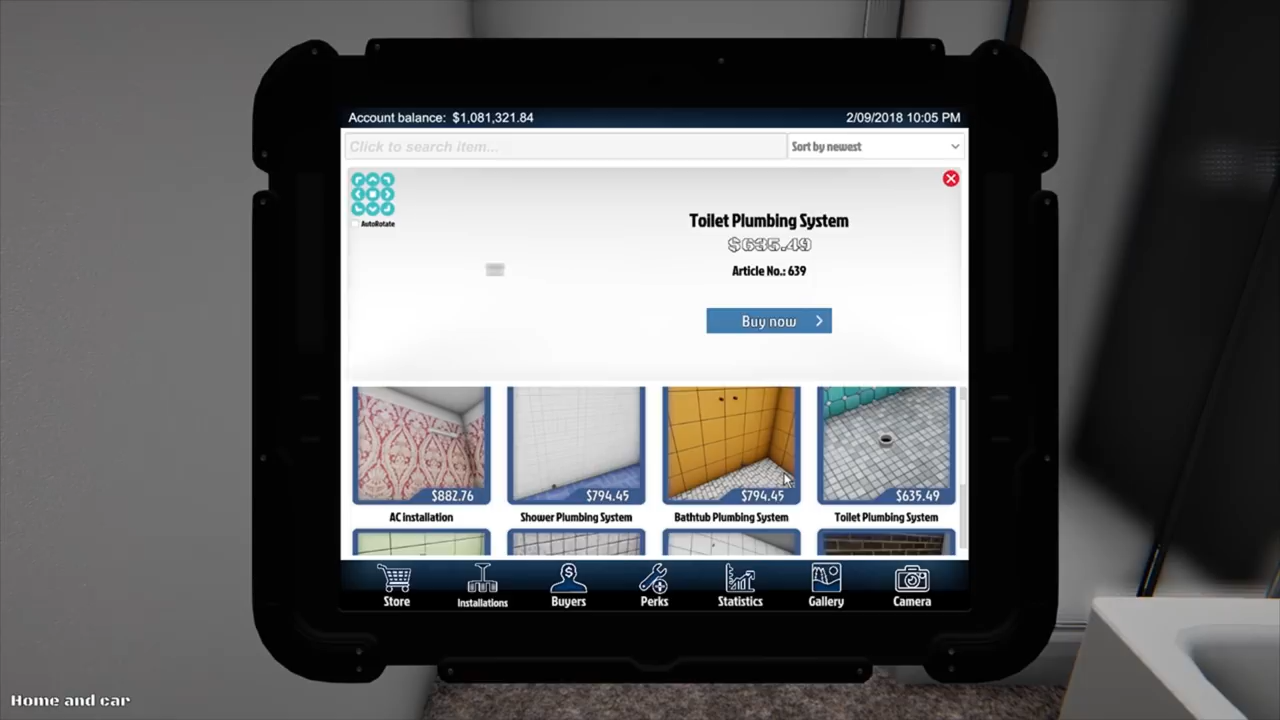 Account balance: $1,081,321.84
2/09/2018 10:05 PM
Click to search item...
Sort by newest
AutoRotate
Toilet Plumbing System
$635.49
Article No.: 639
Buy now
$882.76
$794.45
$794.45
$635.49
AC installation
Shower Plumbing System
Bathtub Plumbing System
Toilet Plumbing System
Store
Installations
Buyers
Perks
Statistics
Gallery
Camera
Home and car